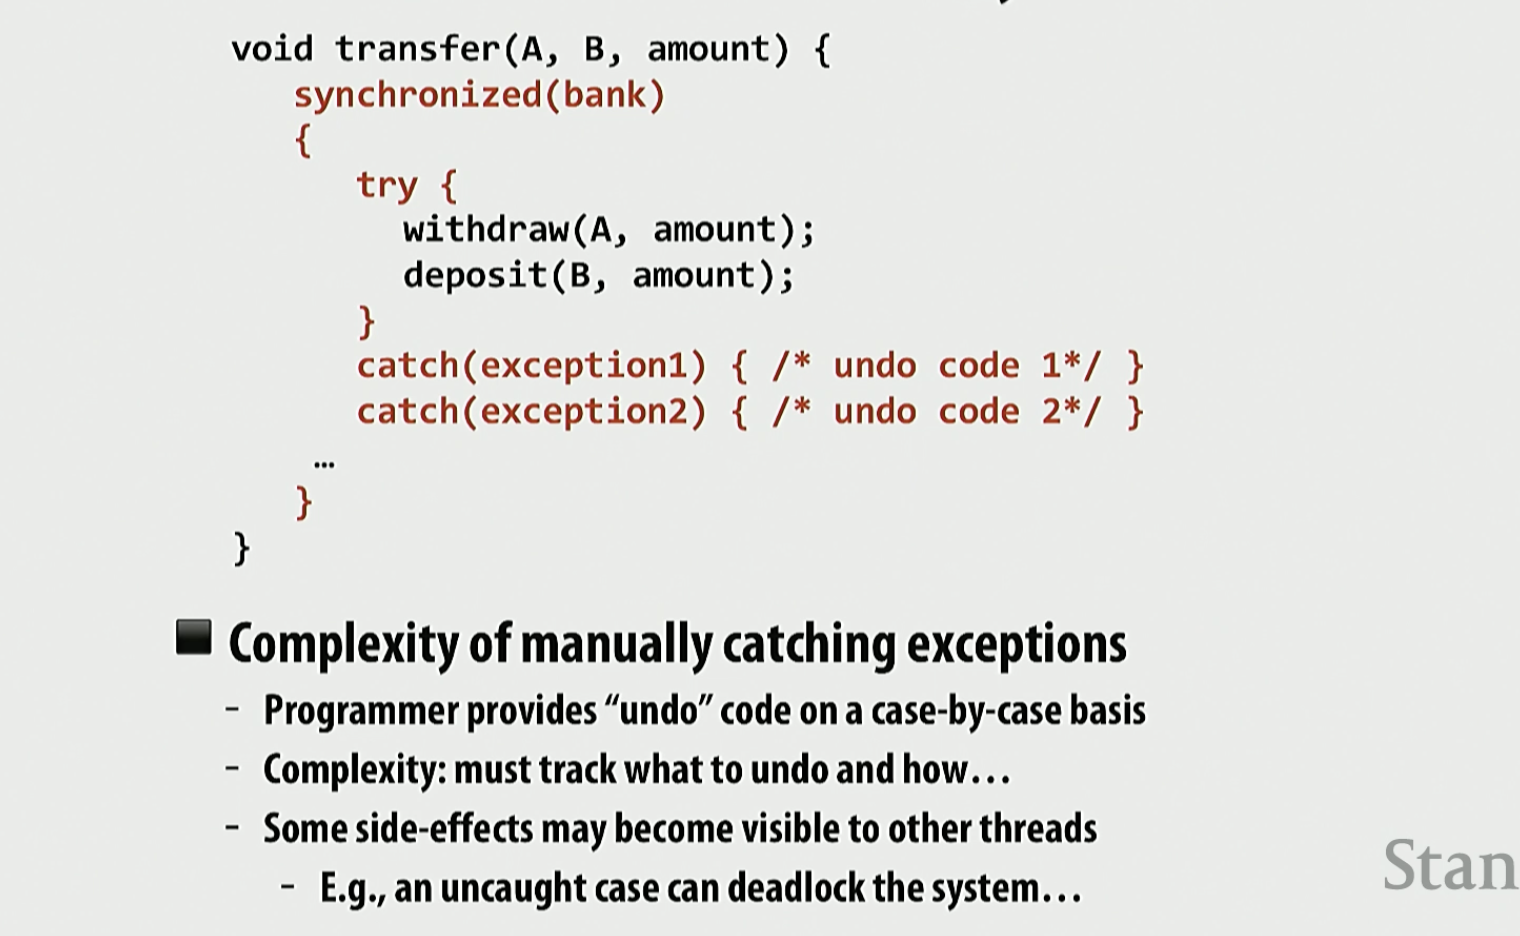 void transfer(A, B, amount) {
synchronized(bank)
{
try {
withdraw(A, amount);
deposit(B, amount);
}
catch(exception1) { /* undo code 1*/ }
catch(exception2) { /* undo code 2*/ }
…
}
}
Complexity of manually catching exceptions
- Programmer provides “undo” code on a case-by-case basis
- Complexity: must track what to undo and how…
- Some side-effects may become visible to other threads
- E.g., an uncaught case can deadlock the system…
Stan